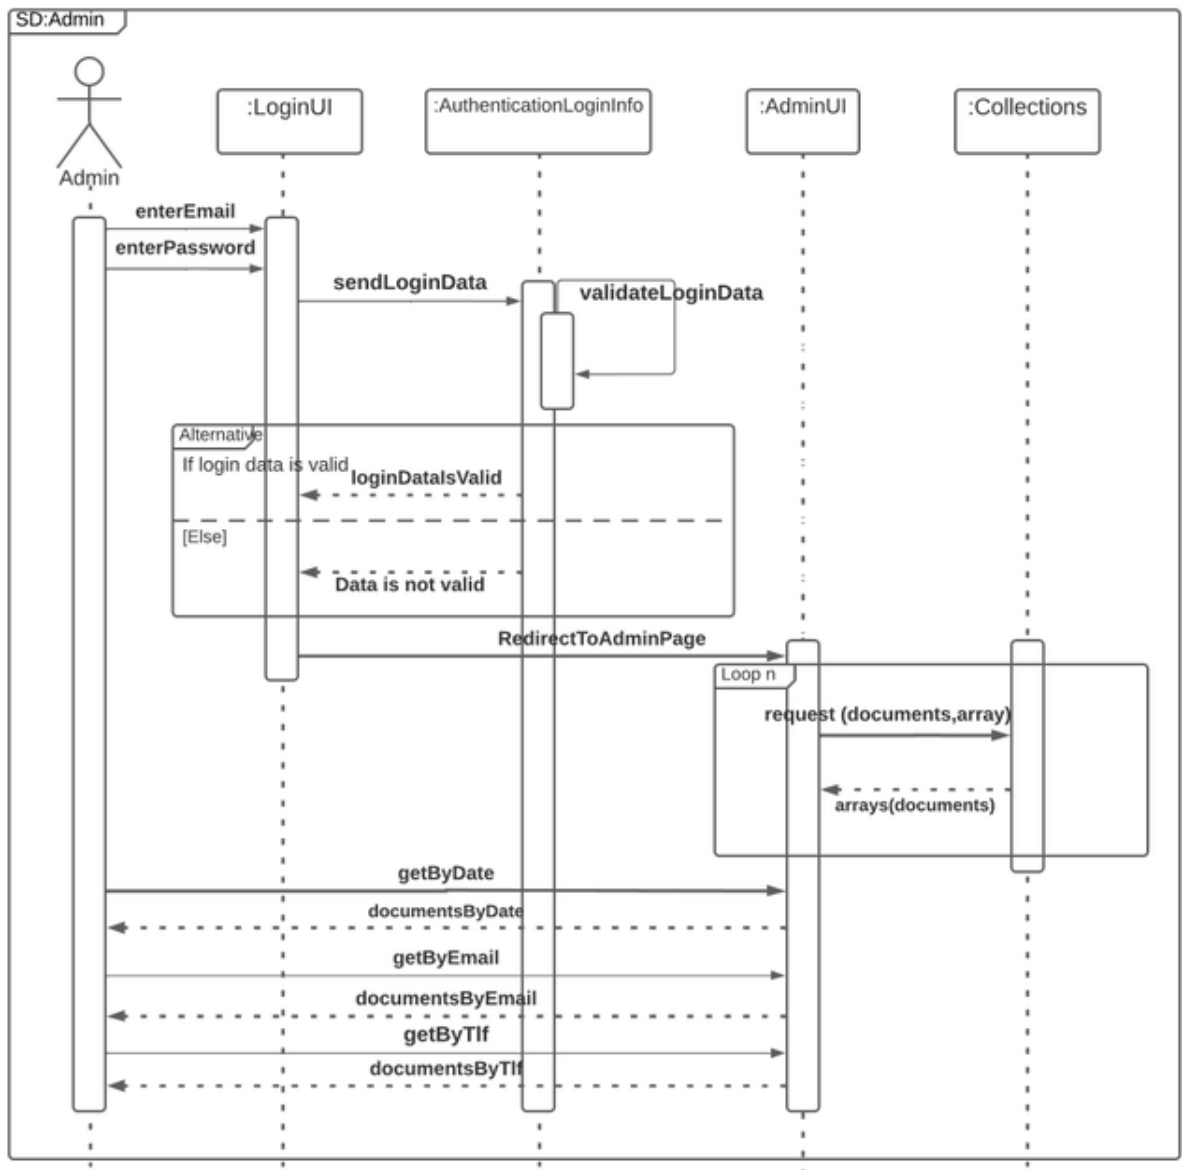 SD:Admin
:LoginUI
:AuthenticationLoginInfo
:AdminUI
:Collections
Admin
enterEmail
enterPassword
sendLoginData
validateLoginData
Alternative
If login data is valid
loginDataIsValid
[Else]
Data is not valid
RedirectToAdminPage
Loop n
request (documents,array)
arrays(documents)
getByDate
documentsByDate
getByEmail
documentsByEmail
getByTlf
documentsByTlf